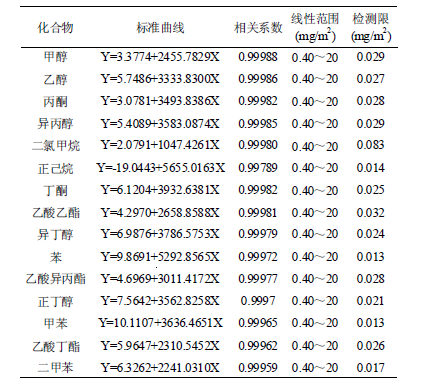 化合物 标准曲线 相关系数 线性范围 (mg/m²) 检测限 (mg/m²)
甲醇 Y=3.3774+2455.7829X 0.99988 0.40～20 0.029
乙醇 Y=5.7486+3333.8300X 0.99986 0.40～20 0.027
丙酮 Y=3.0781+3493.8386X 0.99982 0.40～20 0.028
异丙醇 Y=5.4089+3583.0874X 0.99985 0.40～20 0.029
二氯甲烷 Y=2.0791+1047.4261X 0.99980 0.40～20 0.083
正己烷 Y=-19.0443+5655.0163X 0.99789 0.40～20 0.014
丁酮 Y=6.1204+3932.6381X 0.99982 0.40～20 0.025
乙酸乙酯 Y=4.2970+2658.8588X 0.99981 0.40～20 0.032
异丁醇 Y=6.9876+3786.5753X 0.99979 0.40～20 0.024
苯 Y=9.8691+5292.8565X 0.99972 0.40～20 0.013
乙酸异丙酯 Y=4.6969+3011.4172X 0.99977 0.40～20 0.028
正丁醇 Y=7.5642+3562.8258X 0.9997 0.40～20 0.021
甲苯 Y=10.1107+3636.4651X 0.99965 0.40～20 0.013
乙酸丁酯 Y=5.9647+2310.5452X 0.99962 0.40～20 0.026
二甲苯 Y=6.3262+2241.0310X 0.99959 0.40～20 0.017